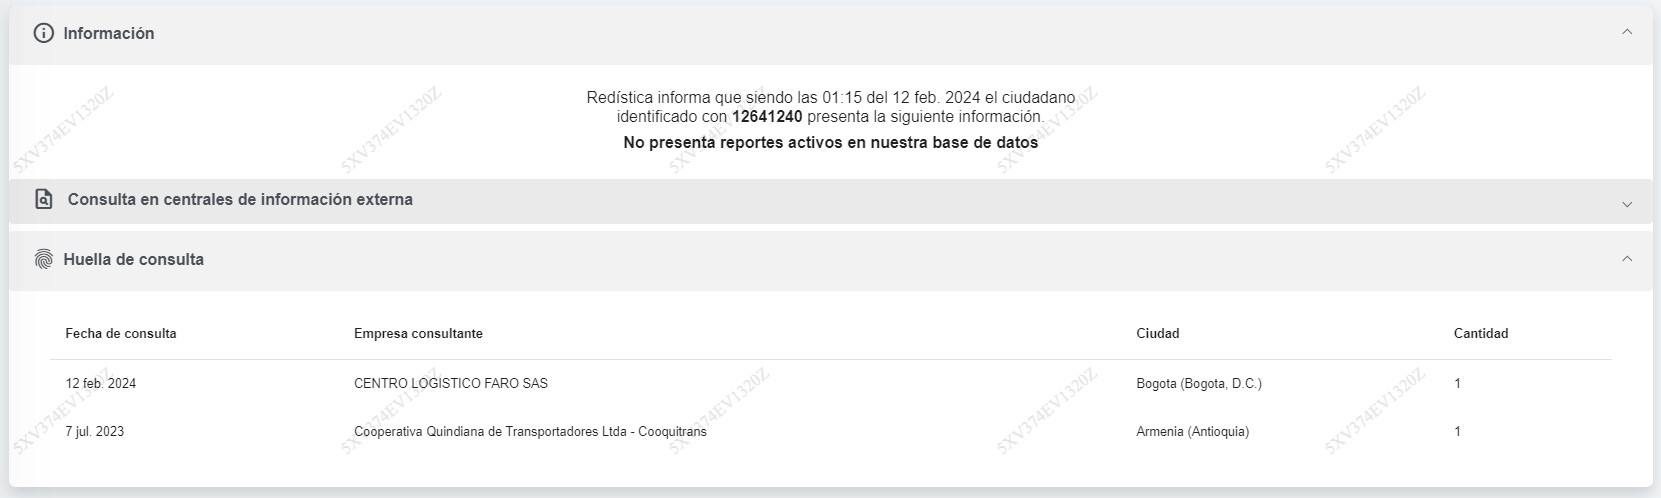 Información
Redística informa que siendo las 01:15 del 12 feb. 2024 el ciudadano
identificado con 12641240 presenta la siguiente información.
No presenta reportes activos en nuestra base de datos
5XV374EV1320Z 5XV374EV1320Z 5XV374EV1320Z 5XV374EV1320Z 5XV374EV1320Z
Consulta en centrales de información externa
Huella de consulta
Fecha de consulta Empresa consultante Ciudad Cantidad
12 feb. 2024 CENTRO LOGISTICO FARO SAS Bogota (Bogota, D.C.) 1
7 jul. 2023 Cooperativa Quindiana de Transportadores Ltda - Cooquitrans Armenia (Antioquia) 1
5XV374EV1320Z 5XV374EV1320Z 5XV374EV1320Z 5XV374EV1320Z 5XV374EV1320Z